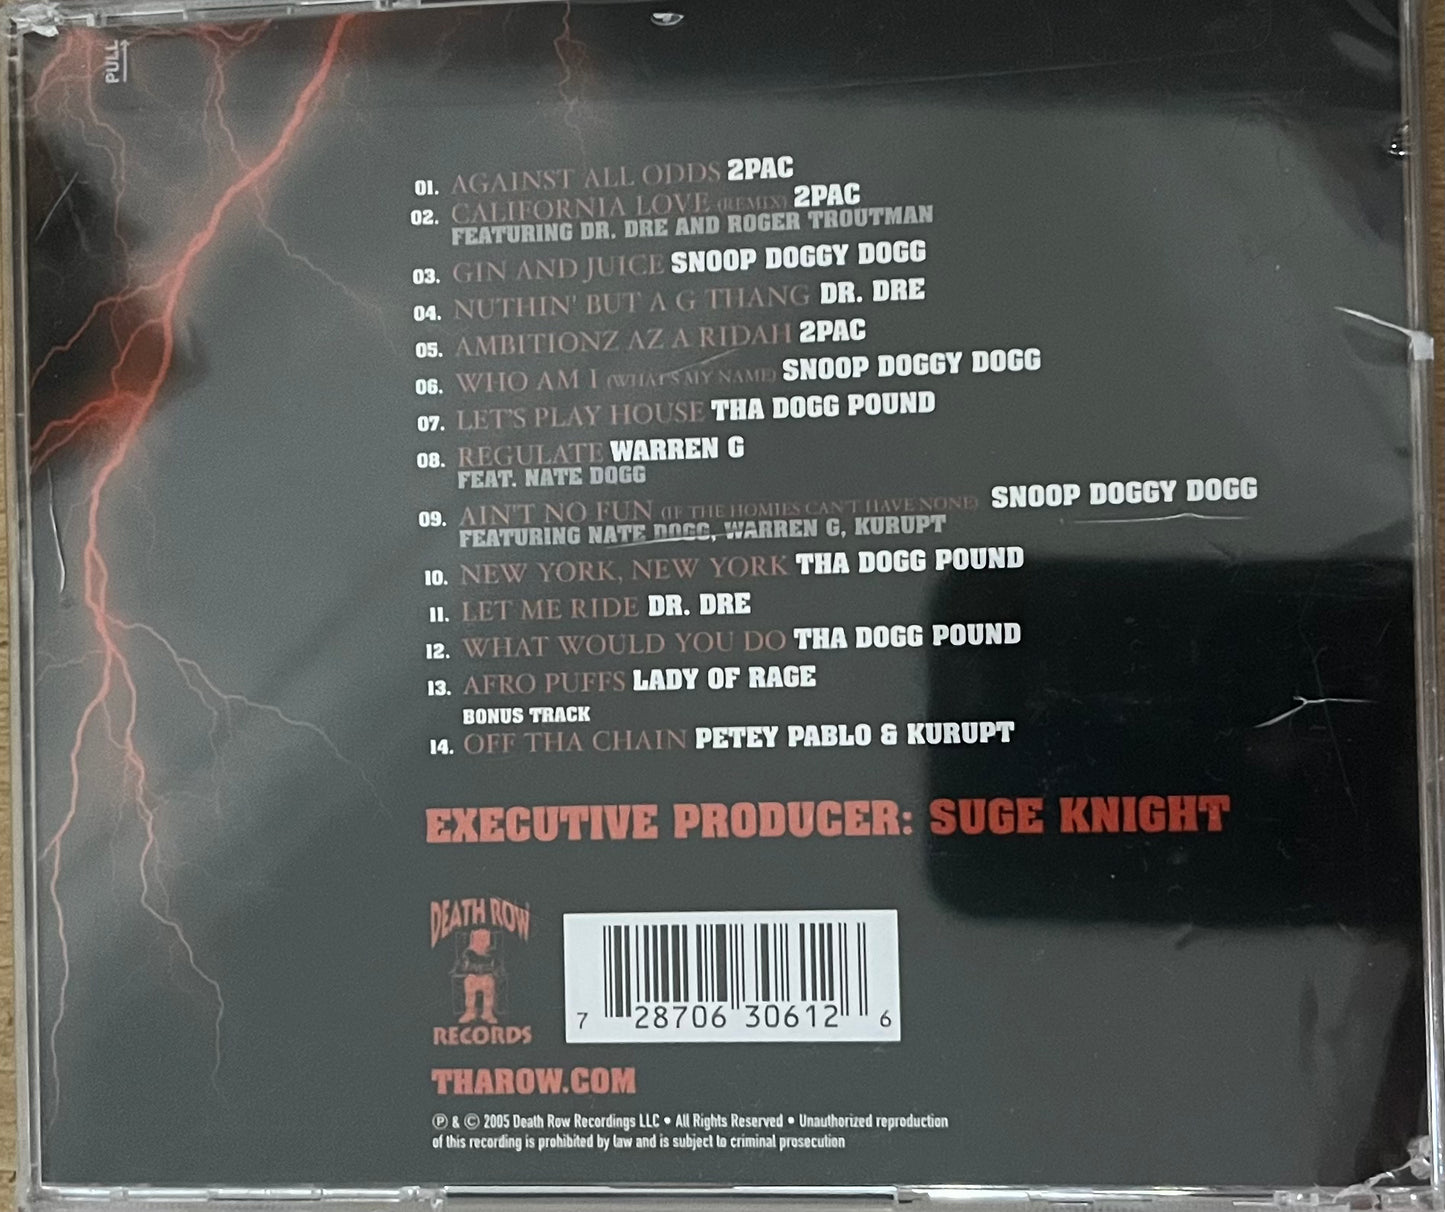 PULL
01. AGAINST ALL ODDS 2PAC
02. CALIFORNIA LOVE (REMIX) 2PAC
FEATURING DR. DRE AND ROGER TROUTMAN
03. GIN AND JUICE SNOOP DOGGY DOGG
04. NUTHIN' BUT A G THANG DR. DRE
05. AMBITIONZ AZ A RIDAH 2PAC
06. WHO AM I (WHAT'S MY NAME) SNOOP DOGGY DOGG
07. LET'S PLAY HOUSE THA DOGG POUND
08. REGULATE WARREN G
FEAT. NATE DOGG
09. AIN'T NO FUN (IF THE HOMIES CAN'T HAVE NONE) SNOOP DOGGY DOGG
FEATURING NATE DOGG, WARREN G, KURUPT
10. NEW YORK, NEW YORK THA DOGG POUND
11. LET ME RIDE DR. DRE
12. WHAT WOULD YOU DO THA DOGG POUND
13. AFRO PUFFS LADY OF RAGE
BONUS TRACK
14. OFF THA CHAIN PETEY PABLO & KURUPT
EXECUTIVE PRODUCER: SUGE KNIGHT
DEATH ROW
RECORDS
7 28706 30612 6
THAROW.COM
℗ & © 2005 Death Row Recordings LLC • All Rights Reserved • Unauthorized reproduction
of this recording is prohibited by law and is subject to criminal prosecution